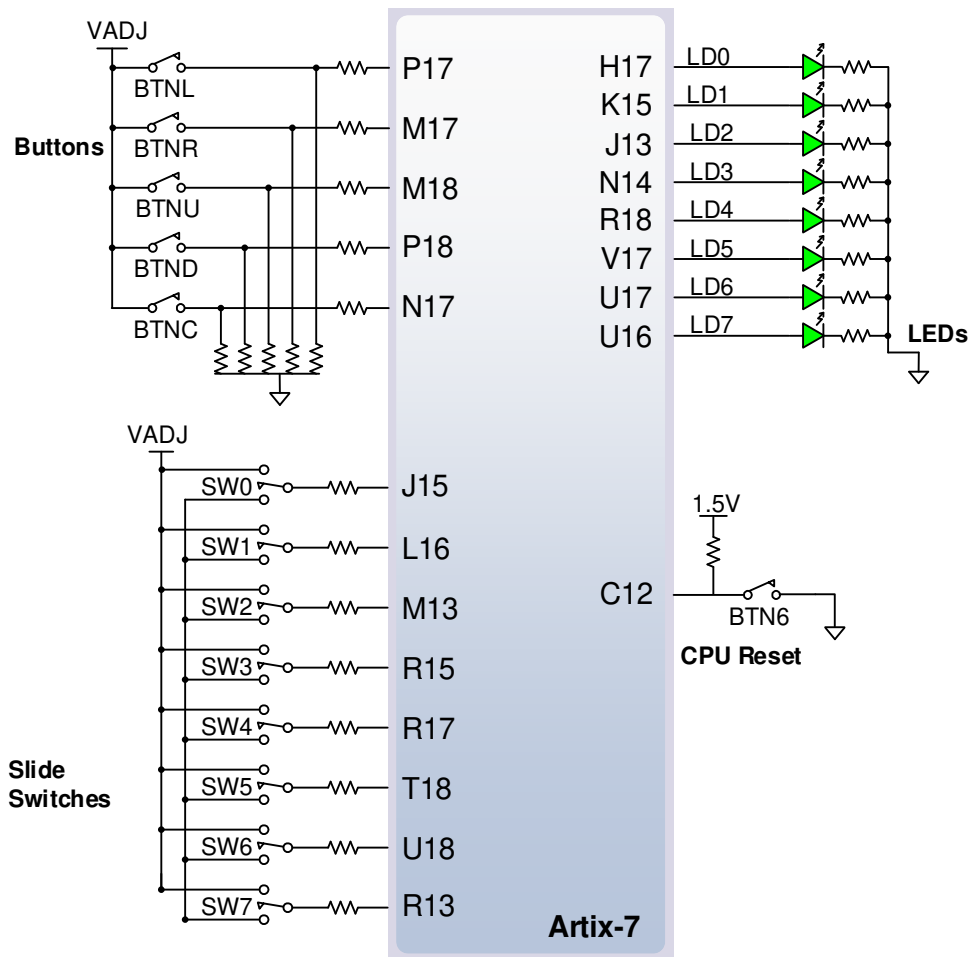 VADJ
BTNL
BTNR
Buttons
BTNU
BTND
BTNC
P17
M17
M18
P18
N17
H17
K15
J13
N14
R18
V17
U17
U16
LD0
LD1
LD2
LD3
LD4
LD5
LD6
LD7
LEDs
VADJ
SW0
SW1
SW2
SW3
SW4
SW5
SW6
SW7
Slide
Switches
J15
L16
M13
R15
R17
T18
U18
R13
C12
1.5V
BTN6
CPU Reset
Artix-7